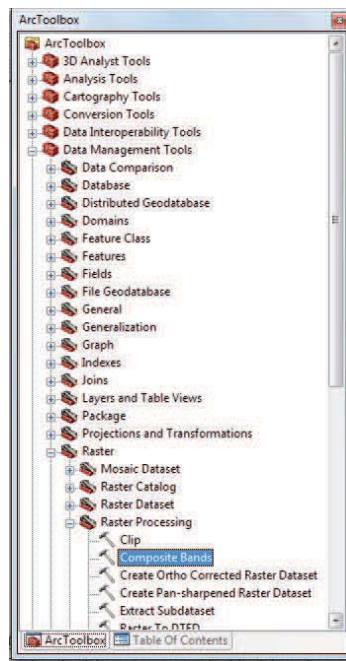 ArcToolbox
ArcToolbox
3D Analyst Tools
Analysis Tools
Cartography Tools
Conversion Tools
Data Interoperability Tools
Data Management Tools
Data Comparison
Database
Distributed Geodatabase
Domains
Feature Class
Features
Fields
File Geodatabase
General
Generalization
Graph
Indexes
Joins
Layers and Table Views
Package
Projections and Transformations
Raster
Mosaic Dataset
Raster Catalog
Raster Dataset
Raster Processing
Clip
Composite Bands
Create Ortho Corrected Raster Dataset
Create Pan-sharpened Raster Dataset
Extract Subdataset
Raster To DTED
ArcToolbox Table Of Contents